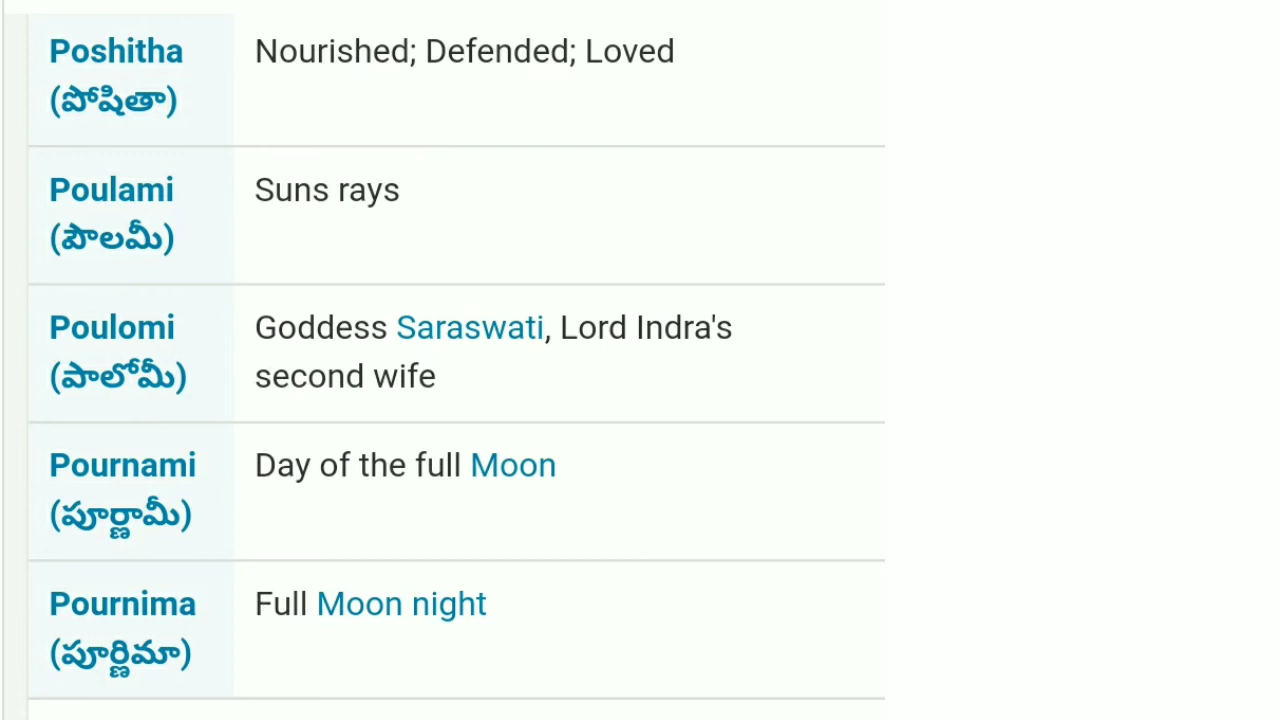 Poshitha Nourished; Defended; Loved
(పోషితా)
Poulami Suns rays
(పౌలమీ)
Poulomi Goddess Saraswati, Lord Indra's
(పాలోమీ) second wife
Pournami Day of the full Moon
(పూర్ణామీ)
Pournima Full Moon night
(పూర్ణిమా)